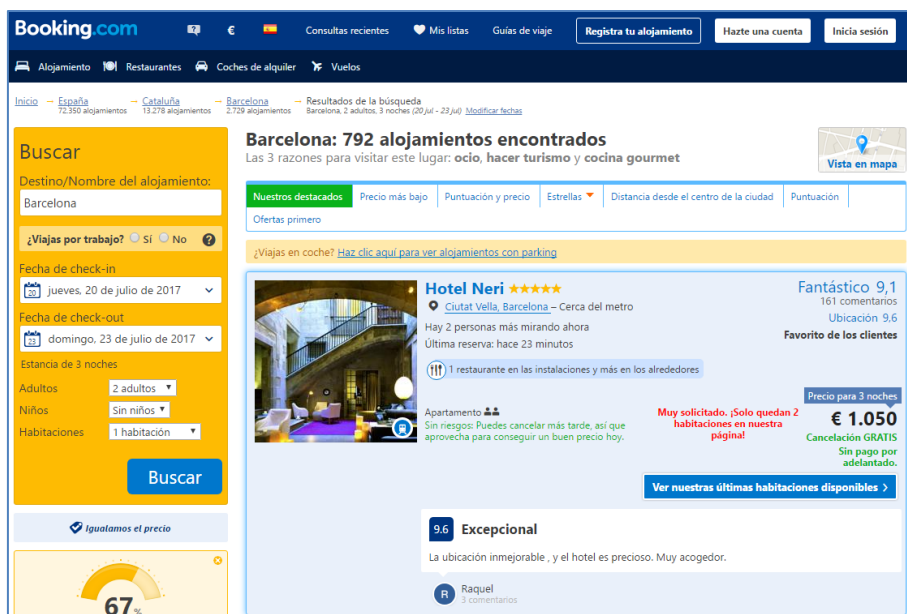 Booking.com
€
Consultas recientes
Mis listas
Guías de viaje
Registra tu alojamiento
Hazte una cuenta
Inicia sesión
Alojamiento
Restaurantes
Coches de alquiler
Vuelos
Inicio → España → Cataluña → Barcelona → Resultados de la búsqueda
72.350 alojamientos 13.278 alojamientos 2.729 alojamientos Barcelona, 2 adultos, 3 noches (20 jul - 23 jul) Modificar fechas
Buscar
Destino/Nombre del alojamiento:
Barcelona
¿Viajas por trabajo? Sí No ?
Fecha de check-in
20 jueves, 20 de julio de 2017
Fecha de check-out
23 domingo, 23 de julio de 2017
Estancia de 3 noches
Adultos 2 adultos
Niños Sin niños
Habitaciones 1 habitación
Buscar
Igualamos el precio
67%
Barcelona: 792 alojamientos encontrados
Las 3 razones para visitar este lugar: ocio, hacer turismo y cocina gourmet
Vista en mapa
Nuestros destacados
Precio más bajo
Puntuación y precio
Estrellas
Distancia desde el centro de la ciudad
Puntuación
Ofertas primero
¿Viajas en coche? Haz clic aquí para ver alojamientos con parking
Hotel Neri
Ciutat Vella, Barcelona – Cerca del metro
Hay 2 personas más mirando ahora
Última reserva: hace 23 minutos
1 restaurante en las instalaciones y más en los alrededores
Fantástico 9,1
161 comentarios
Ubicación 9.6
Favorito de los clientes
Apartamento
Sin riesgos: Puedes cancelar más tarde, así que
aprovecha para conseguir un buen precio hoy.
Muy solicitado. ¡Solo quedan 2
habitaciones en nuestra
página!
Precio para 3 noches
€ 1.050
Cancelación GRATIS
Sin pago por
adelantado.
Ver nuestras últimas habitaciones disponibles
9.6 Excepcional
La ubicación inmejorable , y el hotel es precioso. Muy acogedor.
R Raquel
3 comentarios